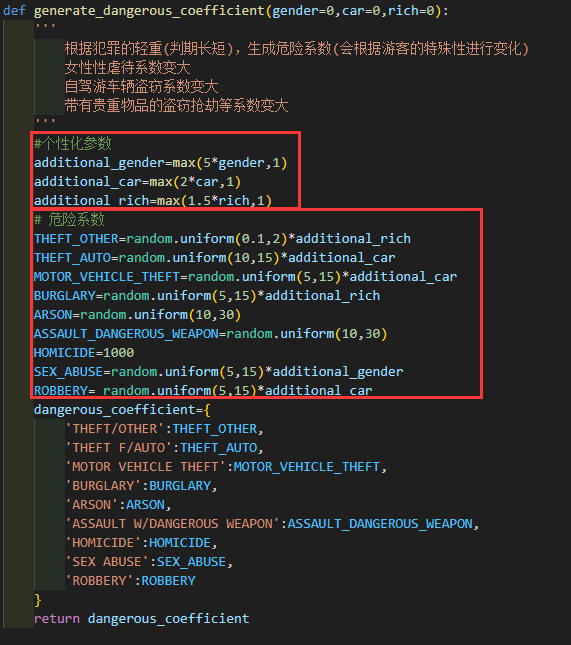 def generate_dangerous_coefficient(gender=0,car=0,rich=0):
'''
根据犯罪的轻重(判期长短)，生成危险系数(会根据游客的特殊性进行变化)
女性性虐待系数变大
自驾游车辆盗窃系数变大
带有贵重物品的盗窃抢劫等系数变大
'''
#个性化参数
additional_gender=max(5*gender,1)
additional_car=max(2*car,1)
additional_rich=max(1.5*rich,1)
# 危险系数
THEFT_OTHER=random.uniform(0.1,2)*additional_rich
THEFT_AUTO=random.uniform(10,15)*additional_car
MOTOR_VEHICLE_THEFT=random.uniform(5,15)*additional_car
BURGLARY=random.uniform(5,15)*additional_rich
ARSON=random.uniform(10,30)
ASSAULT_DANGEROUS_WEAPON=random.uniform(10,30)
HOMICIDE=1000
SEX_ABUSE=random.uniform(5,15)*additional_gender
ROBBERY= random.uniform(5,15)*additional_car
dangerous_coefficient={
'THEFT/OTHER':THEFT_OTHER,
'THEFT F/AUTO':THEFT_AUTO,
'MOTOR VEHICLE THEFT':MOTOR_VEHICLE_THEFT,
'BURGLARY':BURGLARY,
'ARSON':ARSON,
'ASSAULT W/DANGEROUS WEAPON':ASSAULT_DANGEROUS_WEAPON,
'HOMICIDE':HOMICIDE,
'SEX ABUSE':SEX_ABUSE,
'ROBBERY':ROBBERY
}
return dangerous_coefficient